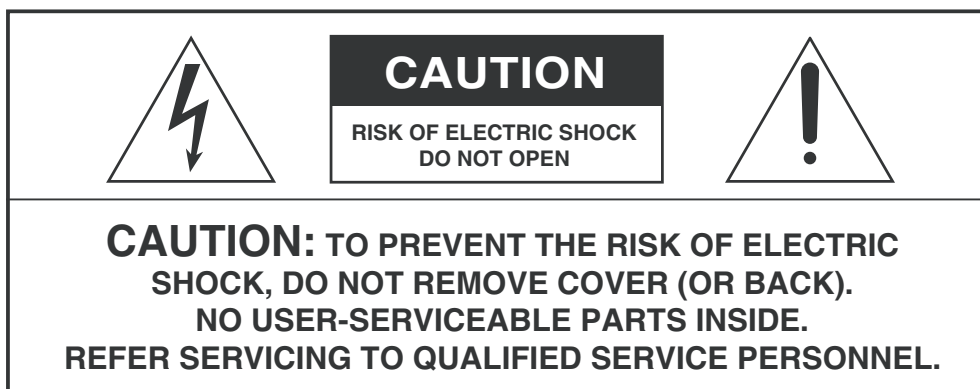 CAUTION
RISK OF ELECTRIC SHOCK
DO NOT OPEN
CAUTION: TO PREVENT THE RISK OF ELECTRIC
SHOCK, DO NOT REMOVE COVER (OR BACK).
NO USER-SERVICEABLE PARTS INSIDE.
REFER SERVICING TO QUALIFIED SERVICE PERSONNEL.